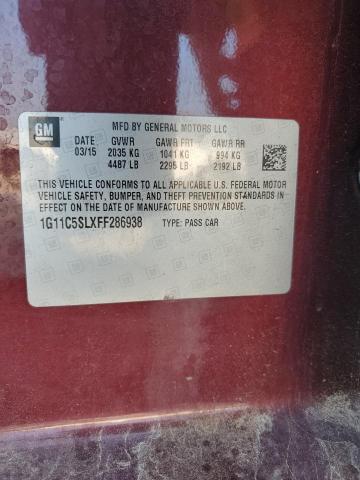 GM
MFD BY GENERAL MOTORS LLC
DATE GVWR GAWR FRT GAWR RR
03/15 2035 KG 1041 KG 994 KG
4487 LB 2295 LB 2192 LB
THIS VEHICLE CONFORMS TO ALL APPLICABLE U.S. FEDERAL MOTOR
VEHICLE SAFETY, BUMPER, AND THEFT PREVENTION STANDARDS
IN EFFECT ON THE DATE OF MANUFACTURE SHOWN ABOVE.
1G11C5SLXFF286938 TYPE: PASS CAR